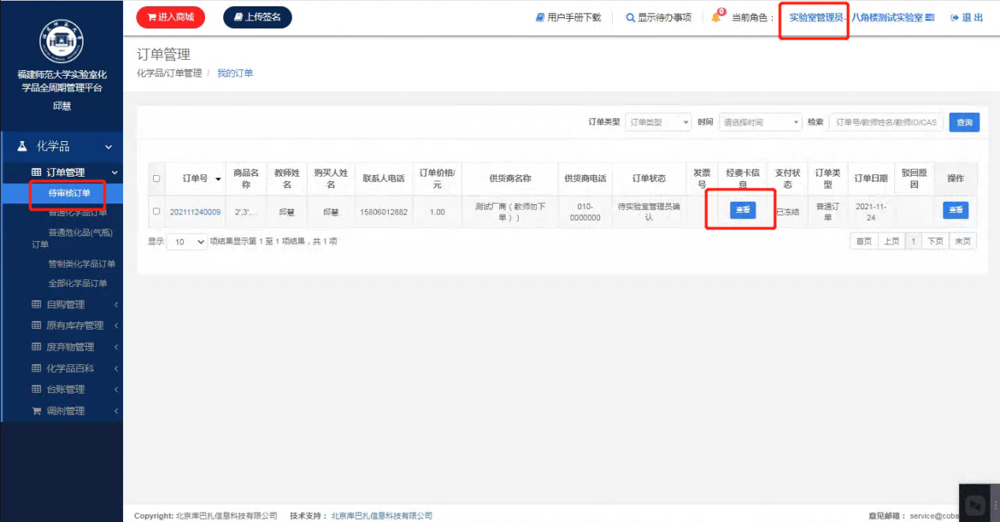 进入商城
上传签名
用户手册下载
显示待办事项
0
当前角色：
实验室管理员-八角楼测试实验室
退 出
福建师范大学实验室化
学品全周期管理平台
邱慧
化学品
订单管理
待审核订单
普通化学品订单
普通危化品(气瓶)
订单
管制类化学品订单
全部化学品订单
自购管理
原有库存管理
废弃物管理
化学品百科
台账管理
调剂管理
订单管理
化学品/订单管理 / 我的订单
订单类型 订单类型 时间 请选择时间 检索 订单号/教师姓名/教师ID/CAS 查询
订单号 商品名称 教师姓名 购买人姓名 联系人电话 订单价格/元 供货商名称 供货商电话 订单状态 发票号 经费卡信息 支付状态 订单类型 订单日期 驳回原因 操作
202111240009 2',3',... 邱慧 邱慧 15806012882 1.00 测试厂商（教师勿下单）） 010-0000000 待实验室管理员确认 查看 已冻结 普通订单 2021-11-24 查看
显示 10 项结果显示第 1 至 1 项结果，共 1 项
首页 上页 1 下页 末页
Copyright: 北京库巴扎信息科技有限公司 技术支持： 北京库巴扎信息科技有限公司
意见邮箱： service@coba